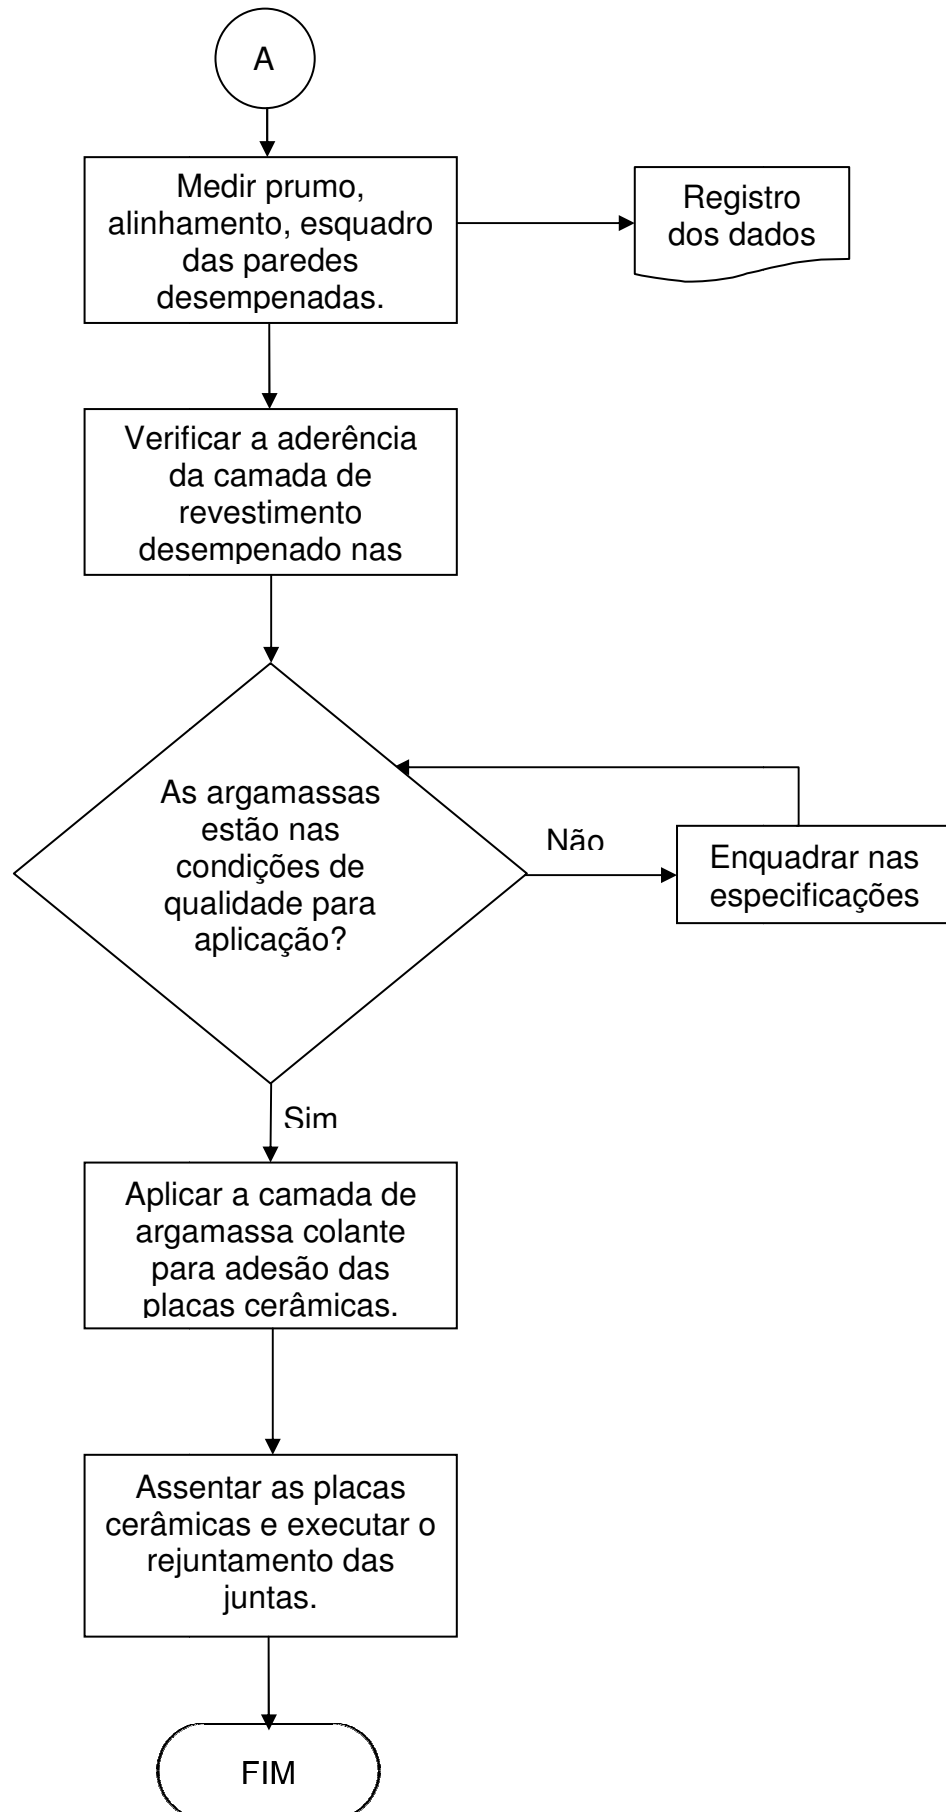 A
Medir prumo,
alinhamento, esquadro
das paredes
desempenadas.
Registro
dos dados
Verificar a aderência
da camada de
revestimento
desempenado nas
As argamassas
estão nas
condições de
qualidade para
aplicação?
Não
Enquadrar nas
especificações
Sim
Aplicar a camada de
argamassa colante
para adesão das
placas cerâmicas.
Assentar as placas
cerâmicas e executar o
rejuntamento das
juntas.
FIM